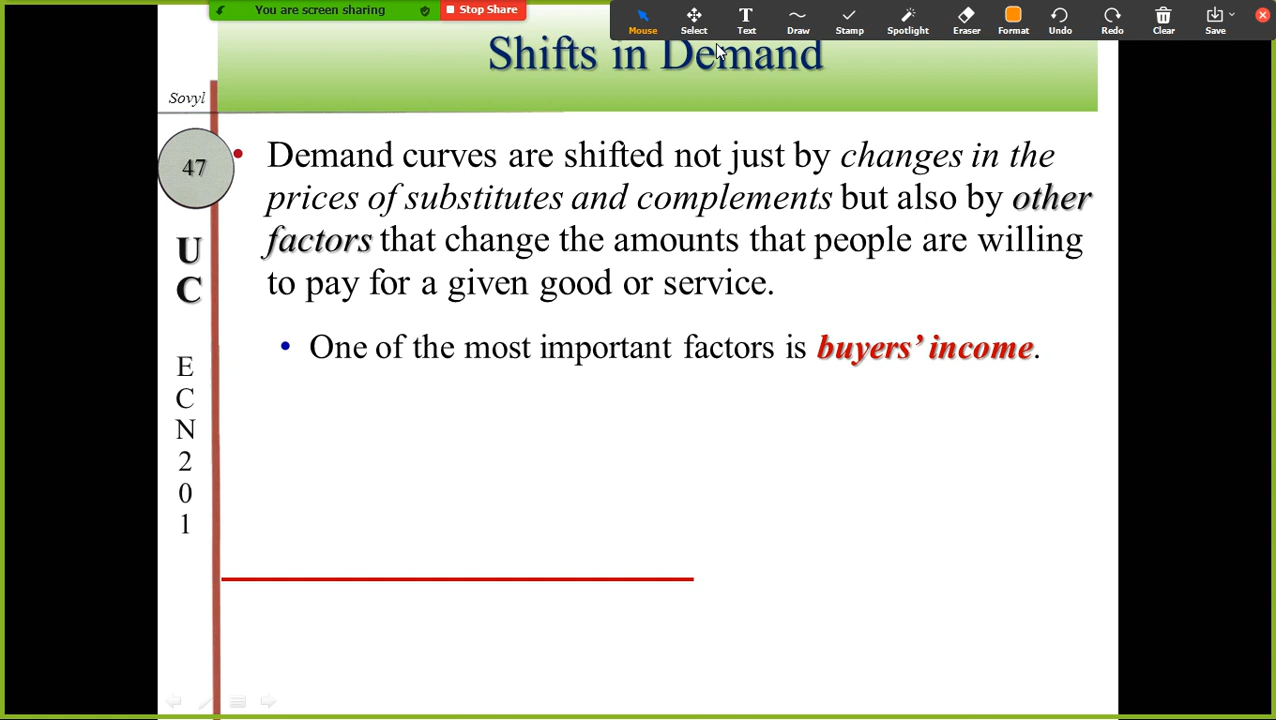 You are screen sharing
Stop Share
Mouse
Select
Text
Draw
Stamp
Spotlight
Eraser
Format
Undo
Redo
Clear
Save
Shifts in Demand
Sovyl
47
U
C
E
C
N
2
0
1
• Demand curves are shifted not just by changes in the
prices of substitutes and complements but also by other
factors that change the amounts that people are willing
to pay for a given good or service.
• One of the most important factors is buyers’ income.